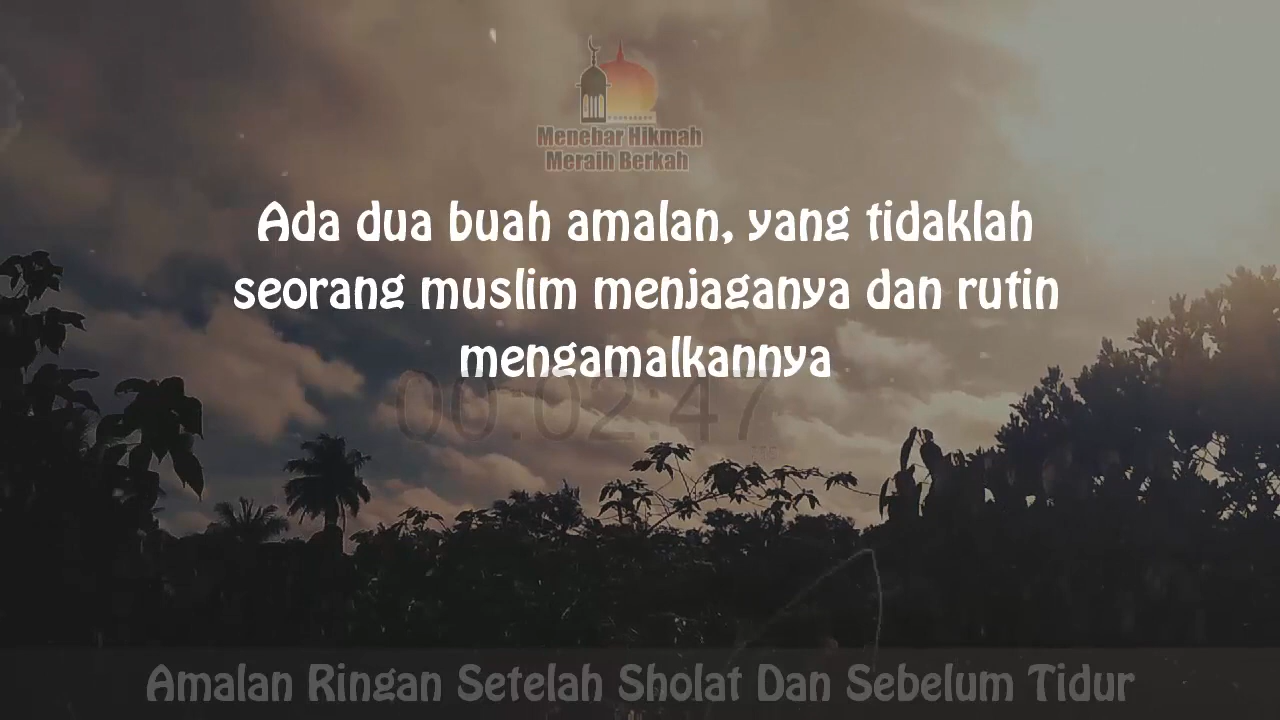 Menebar Hikmah
Meraih Berkah
Ada dua buah amalan, yang tidaklah
seorang muslim menjaganya dan rutin
mengamalkannya
00:02:47
Amalan Ringan Setelah Sholat Dan Sebelum Tidur